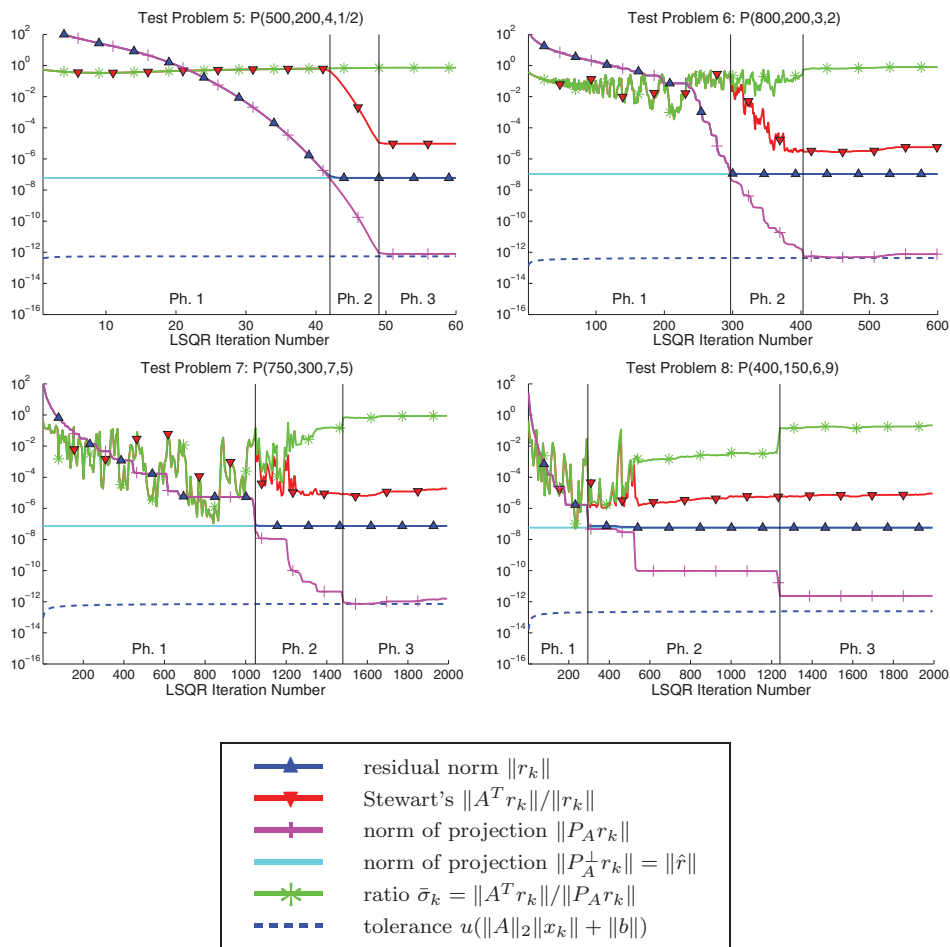 Test Problem 5: P(500,200,4,1/2)
10^2
10^0
10^−2
10^−4
10^−6
10^−8
10^−10
10^−12
10^−14
10^−16
Ph. 1
Ph. 2
Ph. 3
10
20
30
40
50
60
LSQR Iteration Number
Test Problem 6: P(800,200,3,2)
10^2
10^0
10^−2
10^−4
10^−6
10^−8
10^−10
10^−12
10^−14
10^−16
Ph. 1
Ph. 2
Ph. 3
100
200
300
400
500
600
LSQR Iteration Number
Test Problem 7: P(750,300,7,5)
10^2
10^0
10^−2
10^−4
10^−6
10^−8
10^−10
10^−12
10^−14
10^−16
Ph. 1
Ph. 2
Ph. 3
200
400
600
800
1000
1200
1400
1600
1800
2000
LSQR Iteration Number
Test Problem 8: P(400,150,6,9)
10^2
10^0
10^−2
10^−4
10^−6
10^−8
10^−10
10^−12
10^−14
10^−16
Ph. 1
Ph. 2
Ph. 3
200
400
600
800
1000
1200
1400
1600
1800
2000
LSQR Iteration Number
residual norm ‖r_k‖
Stewart's ‖A^T r_k‖/‖r_k‖
norm of projection ‖P_A r_k‖
norm of projection ‖P_A^⊥ r_k‖ = ‖r̂‖
ratio σ̄_k = ‖A^T r_k‖/‖P_A r_k‖
tolerance u(‖A‖_2‖x_k‖ + ‖b‖)